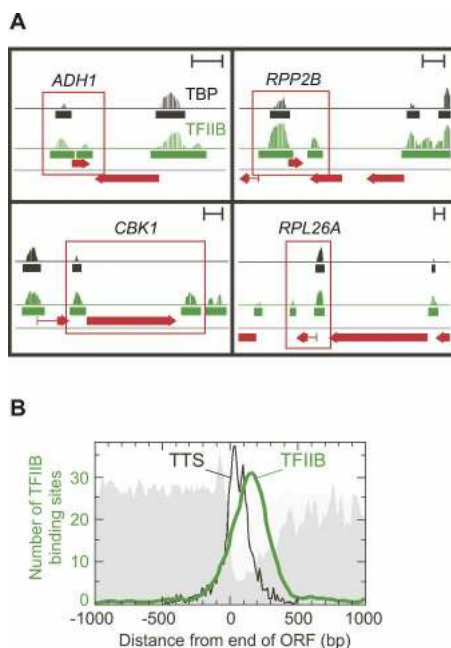 A
ADH1
TBP
TFIIB
RPP2B
CBK1
RPL26A
B
TTS
TFIIB
Number of TFIIB
binding sites
30
20
10
0
-1000
-500
0
500
1000
Distance from end of ORF (bp)